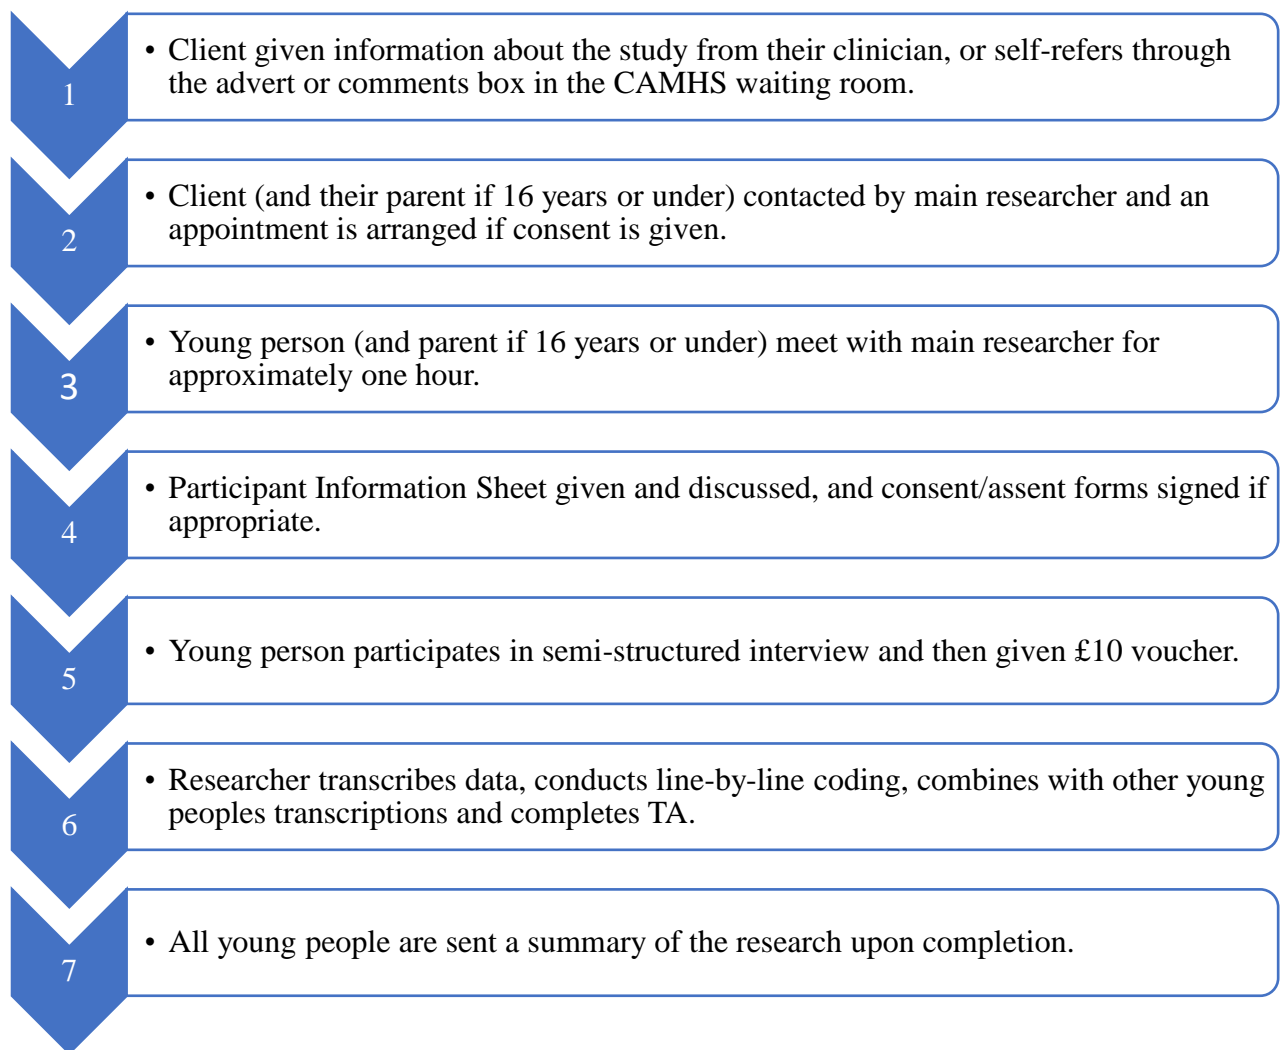 1
• Client given information about the study from their clinician, or self-refers through
the advert or comments box in the CAMHS waiting room.
2
• Client (and their parent if 16 years or under) contacted by main researcher and an
appointment is arranged if consent is given.
3
• Young person (and parent if 16 years or under) meet with main researcher for
approximately one hour.
4
• Participant Information Sheet given and discussed, and consent/assent forms signed if
appropriate.
5
• Young person participates in semi-structured interview and then given £10 voucher.
6
• Researcher transcribes data, conducts line-by-line coding, combines with other young
peoples transcriptions and completes TA.
7
• All young people are sent a summary of the research upon completion.